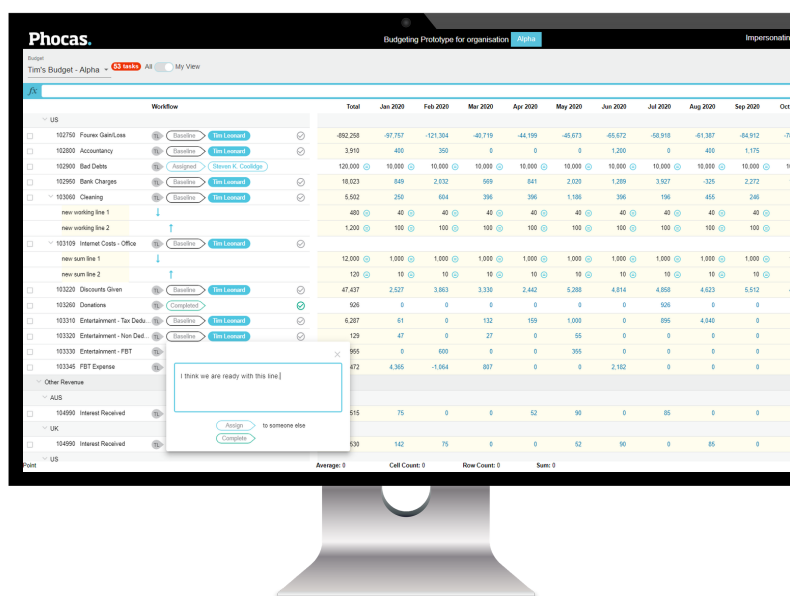 Phocas.
Budgeting Prototype for organisation Alpha
Impersonatin
Budget
Tim's Budget - Alpha 53 tasks All My View
fx
Workflow Total Jan 2020 Feb 2020 Mar 2020 Apr 2020 May 2020 Jun 2020 Jul 2020 Aug 2020 Sep 2020 Oct
US
102750 Fourex Gain/Loss TL Baseline Tim Leonard -892,258 -97,757 -121,304 -40,719 -44,199 -45,673 -65,672 -58,918 -61,387 -84,912
102800 Accountancy TL Baseline Tim Leonard 3,910 400 350 0 0 0 1,200 0 400 1,175
102900 Bad Debts TL Assigned Steven K. Coolidge 120,000 10,000 10,000 10,000 10,000 10,000 10,000 10,000 10,000 10,000
102950 Bank Charges TL Baseline Tim Leonard 18,023 849 2,032 569 841 2,020 1,289 3,927 -325 2,272
103060 Cleaning TL Baseline Tim Leonard 5,502 250 604 396 396 1,186 396 196 455 246
new working line 1 480 40 40 40 40 40 40 40 40 40
new working line 2 1,200 100 100 100 100 100 100 100 100 100
103109 Internet Costs - Office TL Baseline Tim Leonard
new sum line 1 12,000 1,000 1,000 1,000 1,000 1,000 1,000 1,000 1,000 1,000
new sum line 2 120 10 10 10 10 10 10 10 10 10
103220 Discounts Given TL Baseline Tim Leonard 47,437 2,527 3,863 3,330 2,442 5,288 4,814 4,858 4,623 5,512
103260 Donations TL Completed 926 0 0 0 0 0 0 926 0 0
103310 Entertainment - Tax Dedu... TL Baseline Tim Leonard 6,287 61 0 132 159 1,000 0 895 4,040 0
103320 Entertainment - Non Ded... TL Baseline Tim Leonard 129 47 0 27 0 55 0 0 0 0
103330 Entertainment - FBT TL 955 0 600 0 0 355 0 0 0 0
103345 FBT Expense TL 472 4,365 -1,064 807 0 0 2,182 0 0 0
I think we are ready with this line.
Assign to someone else
Complete
Other Revenue
AUS
104990 Interest Received TL 515 75 0 0 52 90 0 85 0 0
UK
104990 Interest Received TL 530 142 75 0 0 52 90 0 85 0
US
Point Average: 0 Cell Count: 0 Row Count: 0 Sum: 0